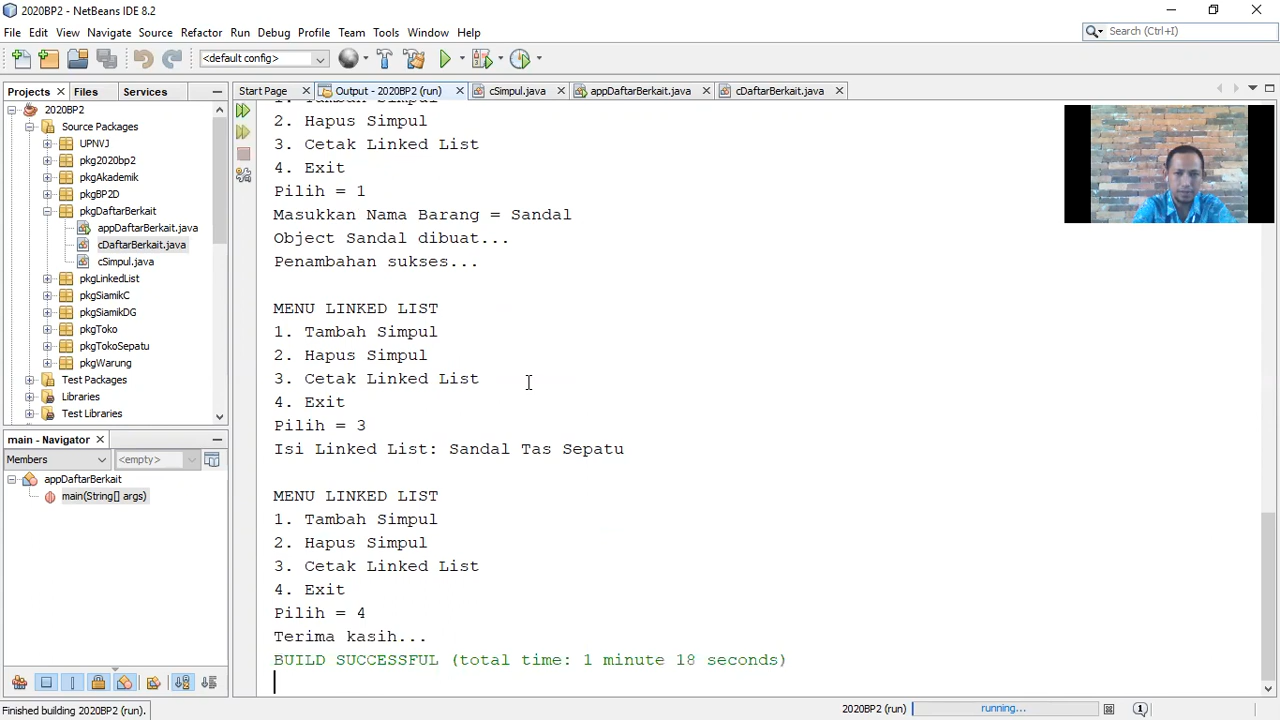 2020BP2 - NetBeans IDE 8.2
File Edit View Navigate Source Refactor Run Debug Profile Team Tools Window Help
Search (Ctrl+I)
<default config>
Projects Files Services
Start Page Output - 2020BP2 (run) cSimpul.java appDaftarBerkait.java cDaftarBerkait.java
2020BP2
Source Packages
UPNVJ
pkg2020bp2
pkgAkademik
pkgBP2D
pkgDaftarBerkait
appDaftarBerkait.java
cDaftarBerkait.java
cSimpul.java
pkgLinkedList
pkgSiamikC
pkgSiamikDG
pkgToko
pkgTokoSepatu
pkgWarung
Test Packages
Libraries
Test Libraries
main - Navigator
Members <empty>
appDaftarBerkait
main(String[] args)
1. Tambah Simpul
2. Hapus Simpul
3. Cetak Linked List
4. Exit
Pilih = 1
Masukkan Nama Barang = Sandal
Object Sandal dibuat...
Penambahan sukses...
MENU LINKED LIST
1. Tambah Simpul
2. Hapus Simpul
3. Cetak Linked List
4. Exit
Pilih = 3
Isi Linked List: Sandal Tas Sepatu
MENU LINKED LIST
1. Tambah Simpul
2. Hapus Simpul
3. Cetak Linked List
4. Exit
Pilih = 4
Terima kasih...
BUILD SUCCESSFUL (total time: 1 minute 18 seconds)
Finished building 2020BP2 (run).
2020BP2 (run)
running...